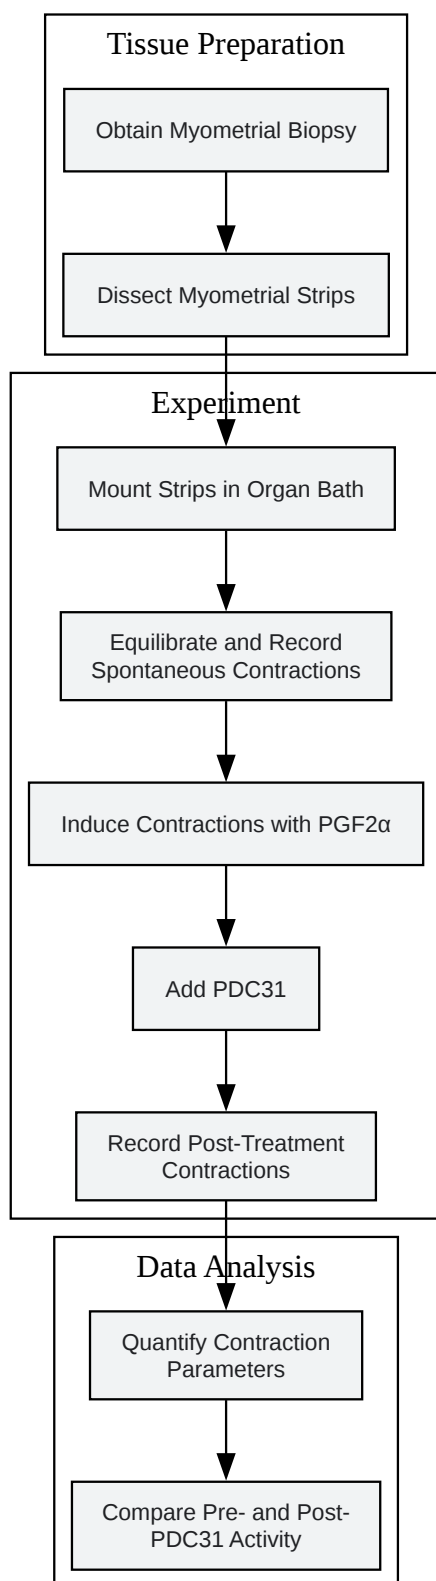 Tissue Preparation
Obtain Myometrial Biopsy
Dissect Myometrial Strips
Experiment
Mount Strips in Organ Bath
Equilibrate and Record
Spontaneous Contractions
Induce Contractions with PGF2α
Add PDC31
Record Post-Treatment
Contractions
Data Analysis
Quantify Contraction
Parameters
Compare Pre- and Post-
PDC31 Activity